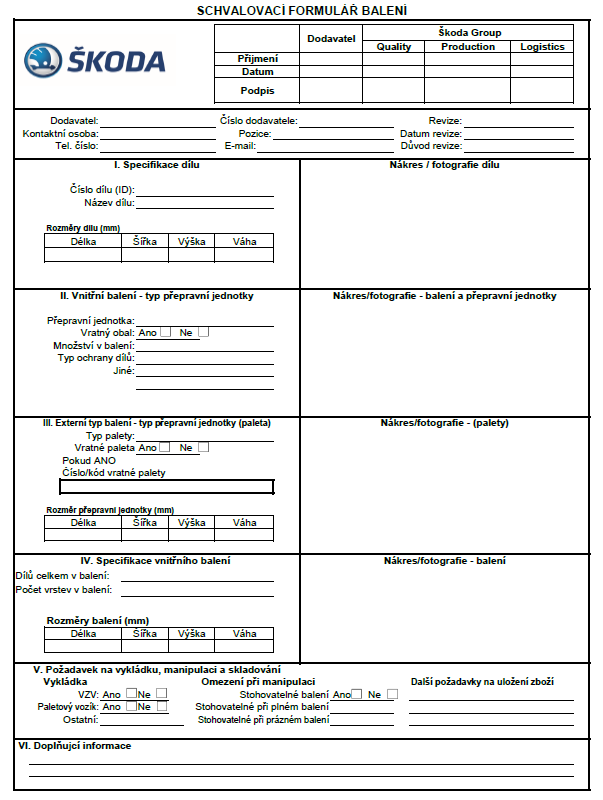 SCHVALOVACÍ FORMULÁŘ BALENÍ
ŠKODA
Dodavatel
Škoda Group
Quality Production Logistics
Přijmení
Datum
Podpis
Dodavatel: Číslo dodavatele: Revize:
Kontaktní osoba: Pozice: Datum revize:
Tel. číslo: E-mail: Důvod revize:
I. Specifikace dílu Nákres / fotografie dílu
Číslo dílu (ID):
Název dílu:
Rozměry dílu (mm)
Délka Šířka Výška Váha
II. Vnitřní balení - typ přepravní jednotky Nákres/fotografie - balení a přepravní jednotky
Přepravní jednotka:
Vratný obal: Ano Ne
Množství v balení:
Typ ochrany dílů:
Jiné:
III. Externí typ balení - typ přepravní jednotky (paleta) Nákres/fotografie - (palety)
Typ palety:
Vratné paleta Ano Ne
Pokud ANO
Číslo/kód vratné palety
Rozměr přepravní jednotky (mm)
Délka Šířka Výška Váha
IV. Specifikace vnitřního balení Nákres/fotografie - balení
Dílů celkem v balení:
Počet vrstev v balení:
Rozměry balení (mm)
Délka Šířka Výška Váha
V. Požadavek na vykládku, manipulaci a skladování
Vykládka Omezení při manipulaci Další požadavky na uložení zboží
VZV: Ano Ne Stohovatelné balení Ano Ne
Paletový vozík: Ano Ne Stohovatelné při plném balení
Ostatní: Stohovatelné při prázném balení
VI. Doplňující informace